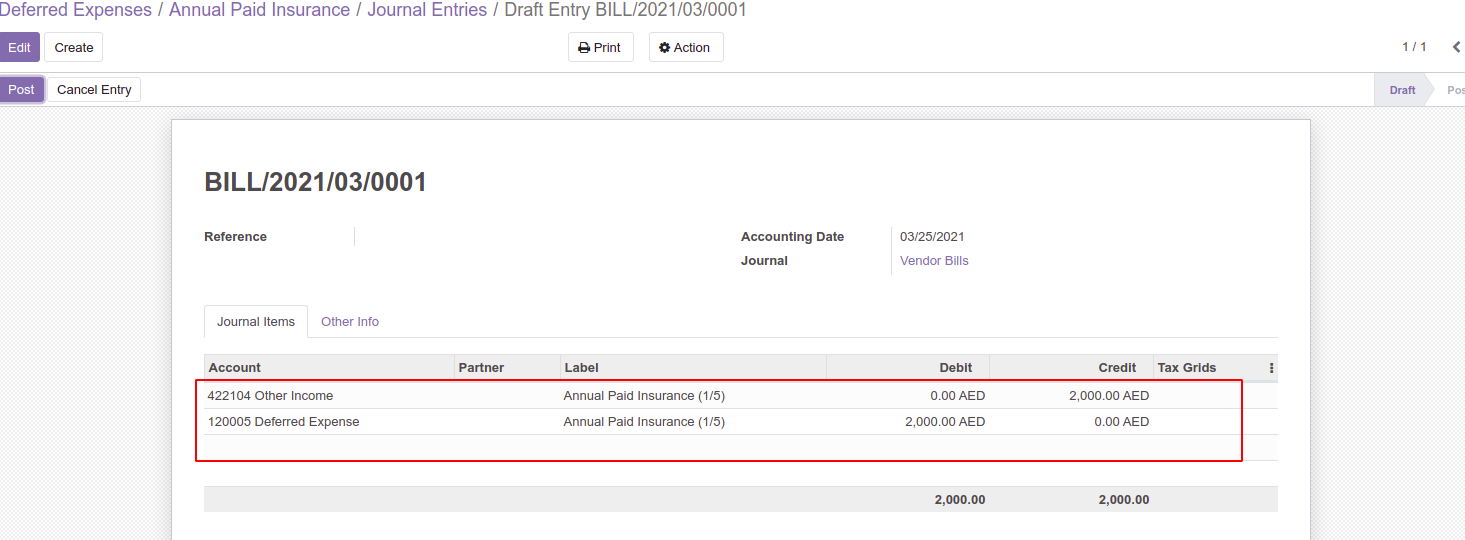 Deferred Expenses / Annual Paid Insurance / Journal Entries / Draft Entry BILL/2021/03/0001
Edit Create Print Action 1 / 1
Post Cancel Entry Draft Pos
BILL/2021/03/0001
Reference Accounting Date 03/25/2021
Journal Vendor Bills
Journal Items Other Info
Account Partner Label Debit Credit Tax Grids
422104 Other Income Annual Paid Insurance (1/5) 0.00 AED 2,000.00 AED
120005 Deferred Expense Annual Paid Insurance (1/5) 2,000.00 AED 0.00 AED
2,000.00 2,000.00